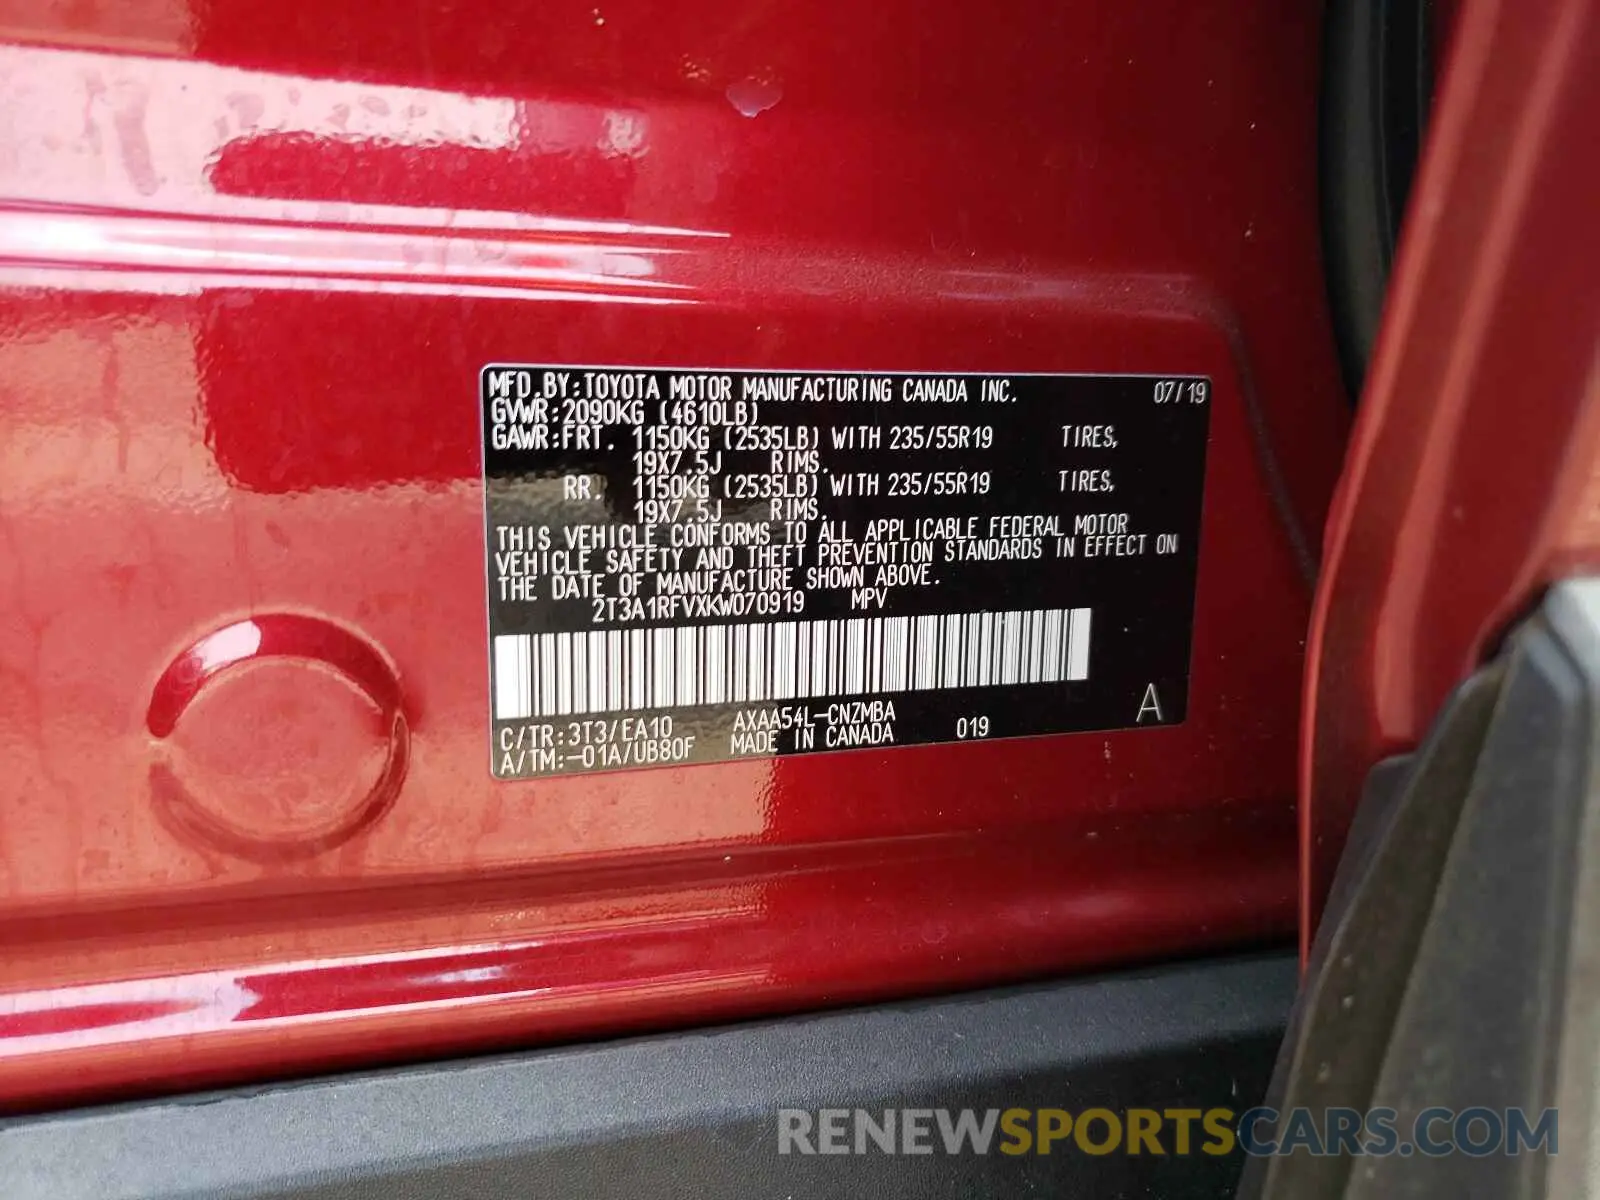 MFD.BY:TOYOTA MOTOR MANUFACTURING CANADA INC. 07/19
GVWR:2090KG (4610LB)
GAWR:FRT. 1150KG (2535LB) WITH 235/55R19 TIRES,
19X7.5J RIMS.
RR. 1150KG (2535LB) WITH 235/55R19 TIRES,
19X7.5J RIMS.
THIS VEHICLE CONFORMS TO ALL APPLICABLE FEDERAL MOTOR
VEHICLE SAFETY AND THEFT PREVENTION STANDARDS IN EFFECT ON
THE DATE OF MANUFACTURE SHOWN ABOVE.
2T3A1RFVXKW070919 MPV
C/TR:3T3/EA10 AXAA54L-CNZMBA 019 A
A/TM:-01A/UB80F MADE IN CANADA
RENEWSPORTSCARS.COM